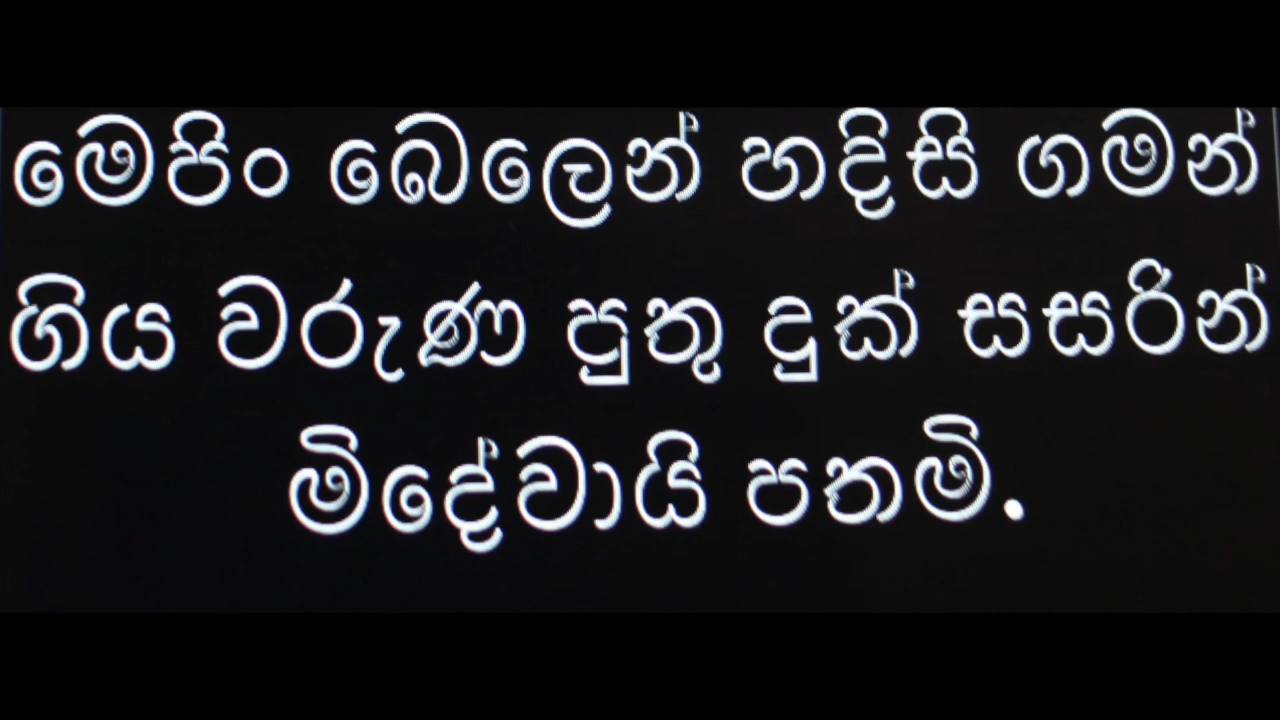 මෙපිං බෙලෙන් හදිසි ගමන්
ගිය වරුණ පුතු දුක් සසරින්
මිදේවායි පතමි.